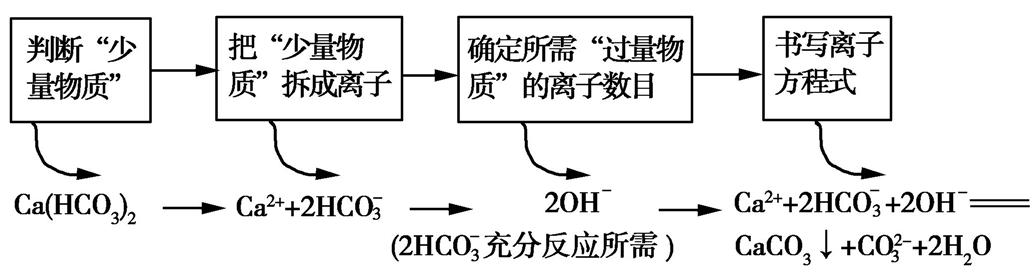 判断“少量物质”
把“少量物质”拆成离子
确定所需“过量物质”的离子数目
书写离子方程式
Ca(HCO₃)₂
Ca²⁺+2HCO₃⁻
2OH⁻
(2HCO₃⁻充分反应所需)
Ca²⁺+2HCO₃⁻+2OH⁻══
CaCO₃↓+CO₃²⁻+2H₂O